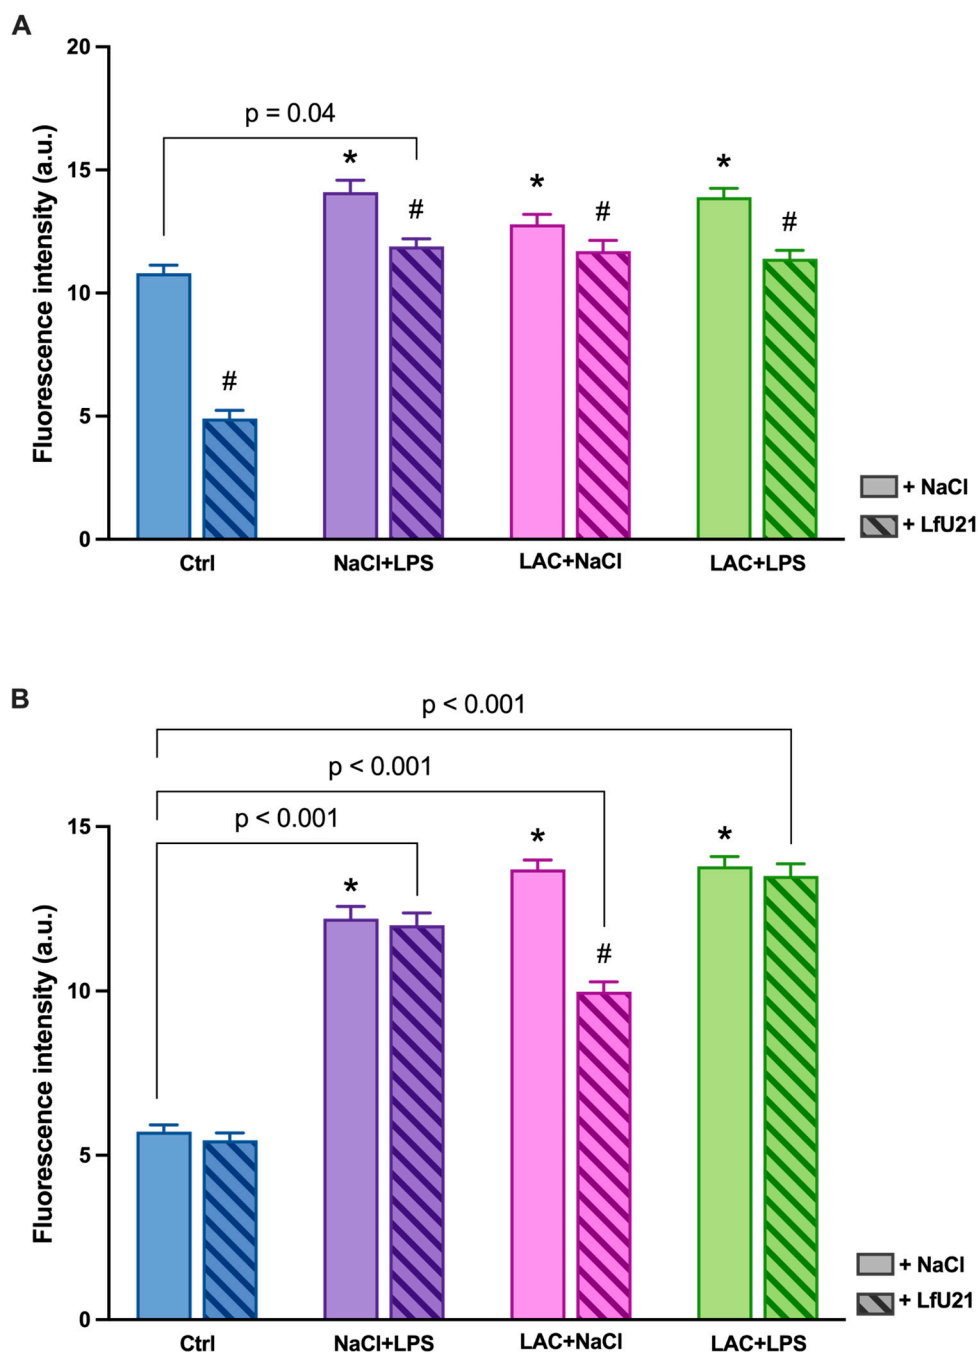 A
20
p = 0.04
15
10
5
0
Fluorescence intensity (a.u.)
*
#
*
#
*
#
#
Ctrl
NaCl+LPS
LAC+NaCl
LAC+LPS
+ NaCl
+ LfU21
B
p < 0.001
p < 0.001
p < 0.001
15
10
5
0
Fluorescence intensity (a.u.)
*
*
#
*
Ctrl
NaCl+LPS
LAC+NaCl
LAC+LPS
+ NaCl
+ LfU21